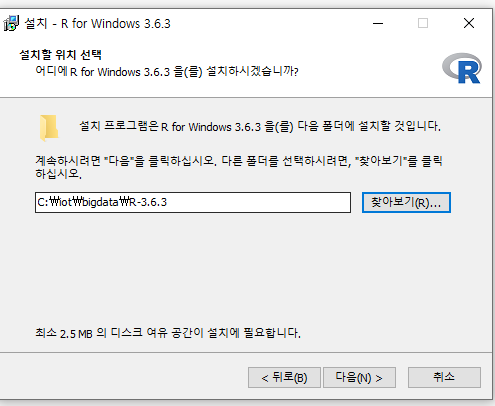 설치 - R for Windows 3.6.3
설치할 위치 선택
어디에 R for Windows 3.6.3 을(를) 설치하시겠습니까?
R
설치 프로그램은 R for Windows 3.6.3 을(를) 다음 폴더에 설치할 것입니다.
계속하시려면 "다음"을 클릭하십시오. 다른 폴더를 선택하시려면, "찾아보기"를 클릭
하십시오.
C:₩iot₩bigdata₩R-3.6.3
찾아보기(R)...
최소 2.5 MB 의 디스크 여유 공간이 설치에 필요합니다.
< 뒤로(B)
다음(N) >
취소